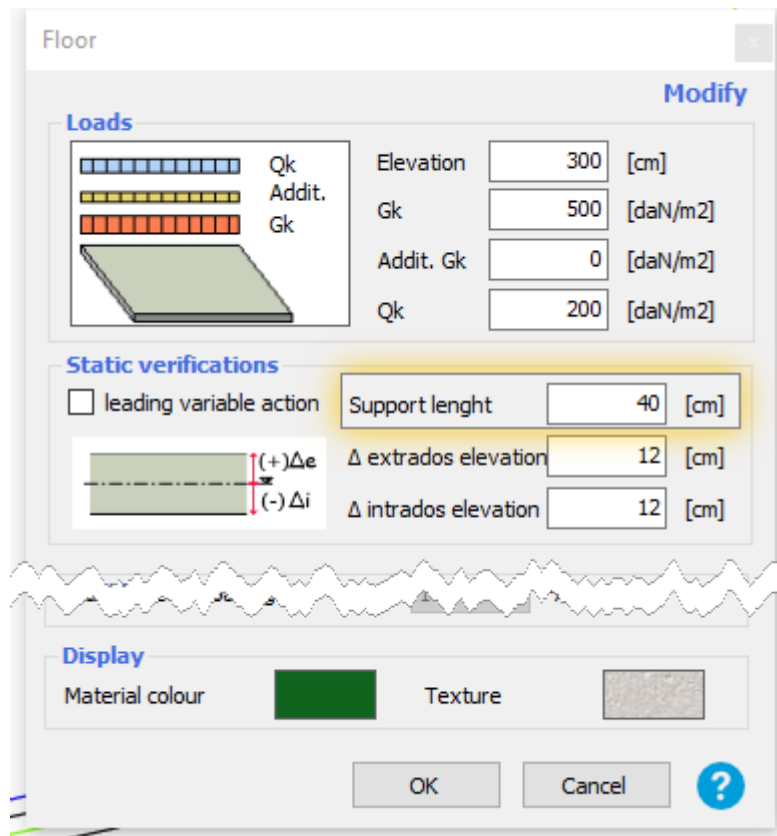 Floor
x
Modify
Loads
Qk
Addit.
Gk
Elevation 300 [cm]
Gk 500 [daN/m2]
Addit. Gk 0 [daN/m2]
Qk 200 [daN/m2]
Static verifications
leading variable action
Support lenght 40 [cm]
(+)Δe
(-)Δi
Δ extrados elevation 12 [cm]
Δ intrados elevation 12 [cm]
Display
Material colour
Texture
OK
Cancel
?